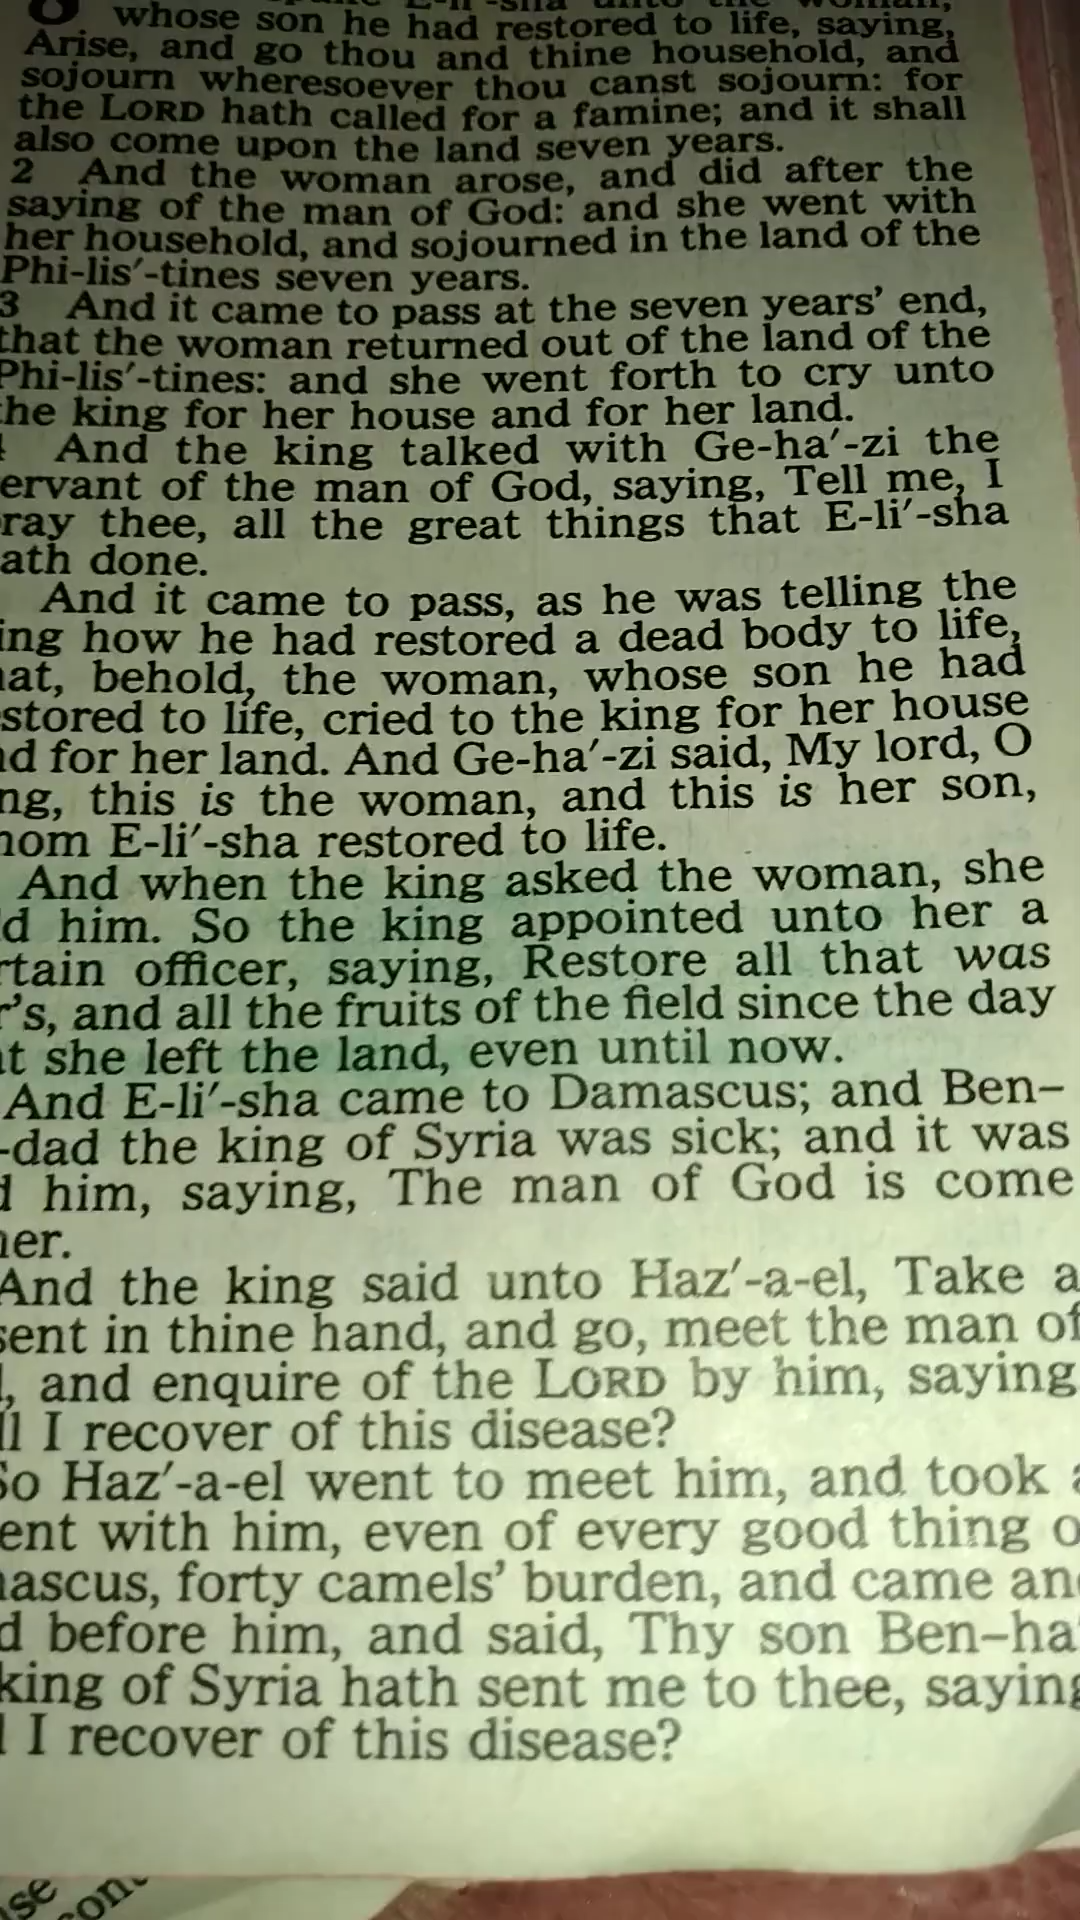 8 whose son he had restored to life, saying,
Arise, and go thou and thine household, and
sojourn wheresoever thou canst sojourn: for
the LORD hath called for a famine; and it shall
also come upon the land seven years.
2 And the woman arose, and did after the
saying of the man of God: and she went with
her household, and sojourned in the land of the
Phi-lis′-tines seven years.
3 And it came to pass at the seven years’ end,
that the woman returned out of the land of the
Phi-lis′-tines: and she went forth to cry unto
he king for her house and for her land.
And the king talked with Ge-ha′-zi the
ervant of the man of God, saying, Tell me, I
ray thee, all the great things that E-li′-sha
ath done.
And it came to pass, as he was telling the
ing how he had restored a dead body to life,
at, behold, the woman, whose son he had
stored to life, cried to the king for her house
d for her land. And Ge-ha′-zi said, My lord, O
ng, this is the woman, and this is her son,
hom E-li′-sha restored to life.
And when the king asked the woman, she
d him. So the king appointed unto her a
rtain officer, saying, Restore all that was
r’s, and all the fruits of the field since the day
t she left the land, even until now.
And E-li′-sha came to Damascus; and Ben–
-dad the king of Syria was sick; and it was
d him, saying, The man of God is come
her.
And the king said unto Haz′-a-el, Take a
sent in thine hand, and go, meet the man of
, and enquire of the LORD by him, saying
ll I recover of this disease?
So Haz′-a-el went to meet him, and took a
ent with him, even of every good thing o
ascus, forty camels’ burden, and came an
d before him, and said, Thy son Ben–ha
king of Syria hath sent me to thee, saying
l I recover of this disease?